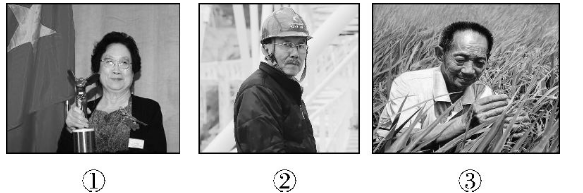 ① ② ③